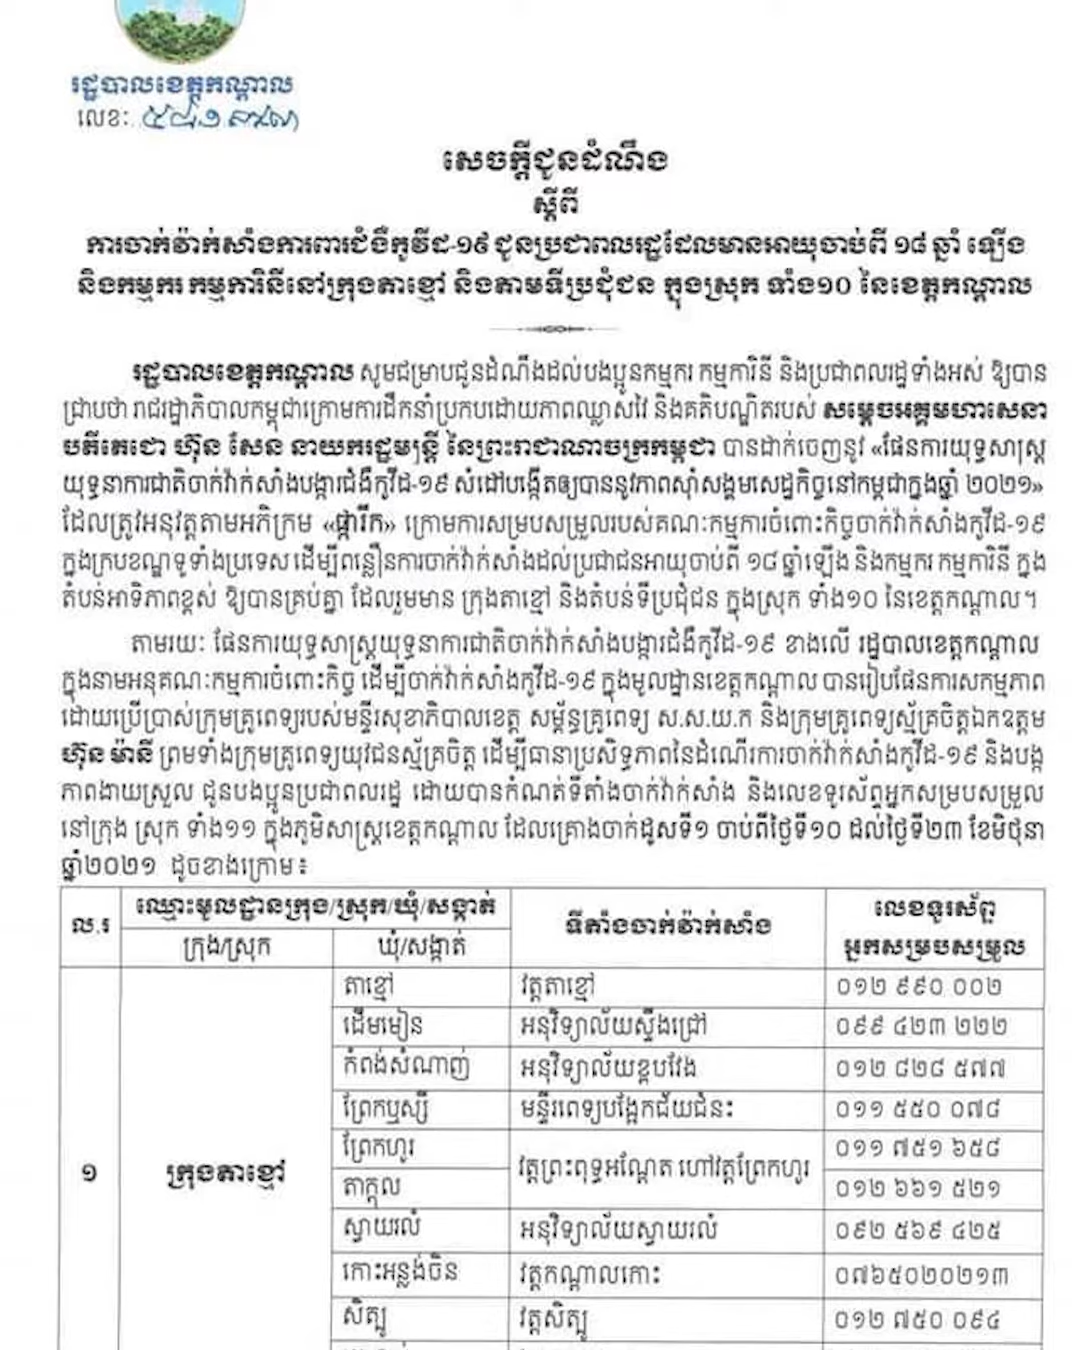 រដ្ឋបាលខេត្តកណ្តាល
លេខៈ
សេចក្តីជូនដំណឹង
ស្តីពី
ការចាក់វ៉ាក់សាំងការពារជំងឺកូវីដ-១៩ ជូនប្រជាពលរដ្ឋដែលមានអាយុចាប់ពី ១៨ ឆ្នាំ ឡើង
និងកម្មករ កម្មការិនីនៅក្រុងតាខ្មៅ និងតាមទីប្រជុំជន ក្នុងស្រុក ទាំង១០ នៃខេត្តកណ្តាល
រដ្ឋបាលខេត្តកណ្តាល សូមជម្រាបជូនដំណឹងដល់បងប្អូនកម្មករ កម្មការិនី និងប្រជាពលរដ្ឋទាំងអស់ ឱ្យបាន
ជ្រាបថា រាជរដ្ឋាភិបាលកម្ពុជាក្រោមការដឹកនាំប្រកបដោយភាពឈ្លាសវៃ និងគតិបណ្ឌិតរបស់ សម្តេចអគ្គមហាសេនា
បតីតេជោ ហ៊ុន សែន នាយករដ្ឋមន្ត្រី នៃព្រះរាជាណាចក្រកម្ពុជា បានដាក់ចេញនូវ «ផែនការយុទ្ធសាស្ត្រ
យុទ្ធនាការជាតិចាក់វ៉ាក់សាំងបង្ការជំងឺកូវីដ-១៩ សំដៅបង្កើតឲ្យបាននូវភាពស៊ាំសង្គមសេដ្ឋកិច្ចនៅកម្ពុជាក្នុងឆ្នាំ ២០២១»
ដែលត្រូវអនុវត្តតាមអភិក្រម «ផ្ការីក» ក្រោមការសម្របសម្រួលរបស់គណៈកម្មការចំពោះកិច្ចចាក់វ៉ាក់សាំងកូវីដ-១៩
ក្នុងក្របខណ្ឌទូទាំងប្រទេស ដើម្បីពន្លឿនការចាក់វ៉ាក់សាំងដល់ប្រជាជនអាយុចាប់ពី ១៨ ឆ្នាំឡើង និងកម្មករ កម្មការិនី ក្នុង
តំបន់អាទិភាពខ្ពស់ ឱ្យបានគ្រប់គ្នា ដែលរួមមាន ក្រុងតាខ្មៅ និងតំបន់ទីប្រជុំជន ក្នុងស្រុក ទាំង១០ នៃខេត្តកណ្តាល។
តាមរយៈ ផែនការយុទ្ធសាស្ត្រយុទ្ធនាការជាតិចាក់វ៉ាក់សាំងបង្ការជំងឺកូវីដ-១៩ ខាងលើ រដ្ឋបាលខេត្តកណ្តាល
ក្នុងនាមអនុគណៈកម្មការចំពោះកិច្ច ដើម្បីចាក់វ៉ាក់សាំងកូវីដ-១៩ ក្នុងមូលដ្ឋានខេត្តកណ្តាល បានរៀបផែនការសកម្មភាព
ដោយប្រើប្រាស់ក្រុមគ្រូពេទ្យរបស់មន្ទីរសុខាភិបាលខេត្ត សម្ព័ន្ធគ្រូពេទ្យ ស.ស.យ.ក និងក្រុមគ្រូពេទ្យស្ម័គ្រចិត្តឯកឧត្តម
ហ៊ុន ម៉ានី ព្រមទាំងក្រុមគ្រូពេទ្យយុវជនស្ម័គ្រចិត្ត ដើម្បីធានាប្រសិទ្ធភាពនៃដំណើរការចាក់វ៉ាក់សាំងកូវីដ-១៩ និងបង្ក
ភាពងាយស្រួល ជូនបងប្អូនប្រជាពលរដ្ឋ ដោយបានកំណត់ទីតាំងចាក់វ៉ាក់សាំង និងលេខទូរស័ព្ទអ្នកសម្របសម្រួល
នៅក្រុង ស្រុក ទាំង១១ ក្នុងភូមិសាស្ត្រខេត្តកណ្តាល ដែលគ្រោងចាក់ដូសទី១ ចាប់ពីថ្ងៃទី១០ ដល់ថ្ងៃទី២៣ ខែមិថុនា
ឆ្នាំ២០២១ ដូចខាងក្រោម៖
ល.រ ឈ្មោះមូលដ្ឋានក្រុង/ស្រុក/ឃុំ/សង្កាត់ ទីតាំងចាក់វ៉ាក់សាំង លេខទូរស័ព្ទ
អ្នកសម្របសម្រួល
ក្រុង/ស្រុក ឃុំ/សង្កាត់
១ ក្រុងតាខ្មៅ
តាខ្មៅ វត្តតាខ្មៅ ០១២ ៩៩០ ០០២
ដើមមៀន អនុវិទ្យាល័យស្ទឹងជ្រៅ ០៩៩ ៤២៣ ២២២
កំពង់សំណាញ់ អនុវិទ្យាល័យខ្ពបវែង ០១២ ៨២៨ ៥៧៧
ព្រែកឫស្សី មន្ទីរពេទ្យបង្អែកជ័យជំនះ ០១១ ៥៥០ ០៧៨
ព្រែកហូរ វត្តព្រះពុទ្ធអណ្តែត ហៅវត្តព្រែកហូរ ០១១ ៧៥១ ៦៥៨
តាក្តុល ០១២ ៦៦១ ៥២១
ស្វាយរលំ អនុវិទ្យាល័យស្វាយរលំ ០៩២ ៥៦៩ ៤២៥
កោះអន្លង់ចិន វត្តកណ្តាលកោះ ០៧៦៥០២០២១៣
សិត្បូ វត្តសិត្បូ ០១២ ៧៥០ ០៩៤